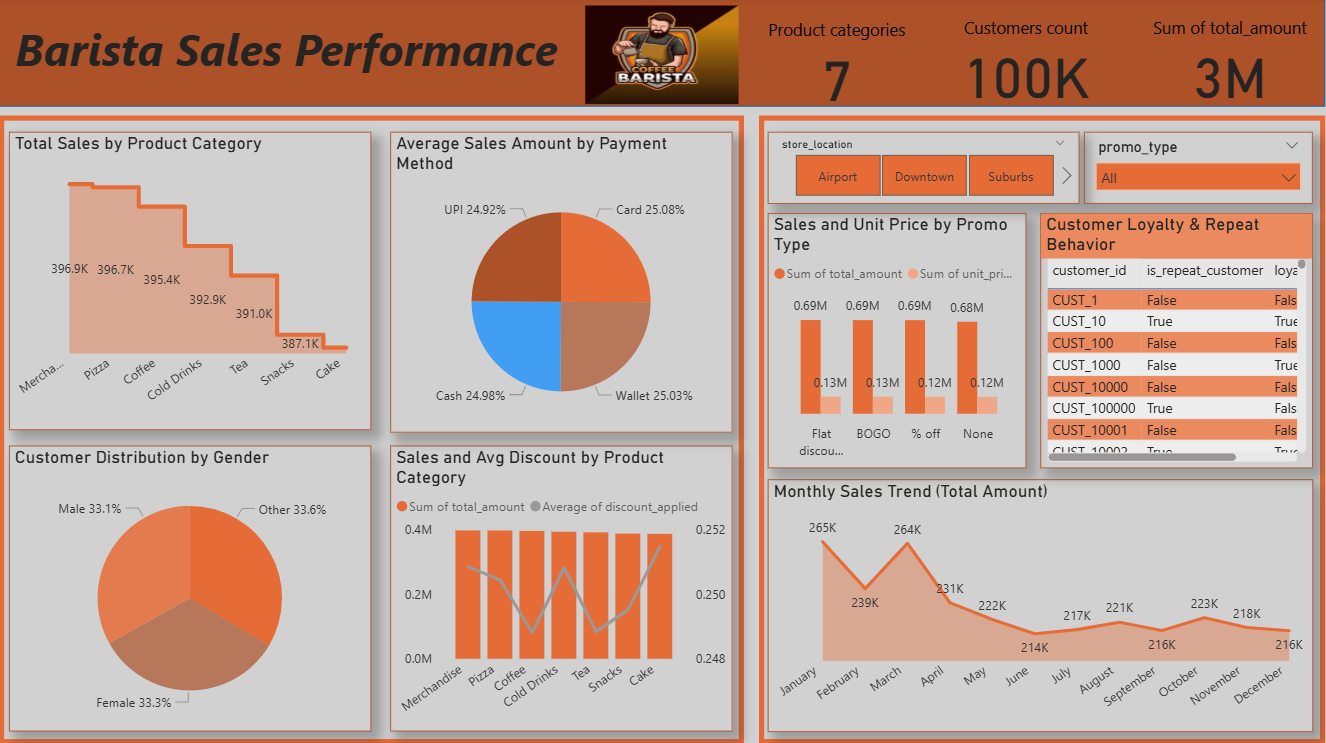 Barista Sales Performance
COFFEE
BARISTA
Product categories
7
Customers count
100K
Sum of total_amount
3M
Total Sales by Product Category
396.9K
396.7K
395.4K
392.9K
391.0K
387.1K
Mercha...
Pizza
Coffee
Cold Drinks
Tea
Snacks
Cake
Average Sales Amount by Payment
Method
UPI 24.92%
Card 25.08%
Cash 24.98%
Wallet 25.03%
Customer Distribution by Gender
Male 33.1%
Other 33.6%
Female 33.3%
Sales and Avg Discount by Product
Category
Sum of total_amount
Average of discount_applied
0.4M
0.2M
0.0M
0.252
0.250
0.248
Merchandise
Pizza
Coffee
Cold Drinks
Tea
Snacks
Cake
store_location
Airport
Downtown
Suburbs
promo_type
All
Sales and Unit Price by Promo
Type
Sum of total_amount
Sum of unit_pri...
0.69M
0.69M
0.69M
0.68M
0.13M
0.13M
0.12M
0.12M
Flat
discou...
BOGO
% off
None
Customer Loyalty & Repeat
Behavior
customer_id is_repeat_customer loya
CUST_1 False Fals
CUST_10 True True
CUST_100 False Fals
CUST_1000 False True
CUST_10000 False Fals
CUST_100000 True Fals
CUST_10001 False Fals
CUST_10002 True True
Monthly Sales Trend (Total Amount)
265K
239K
264K
231K
222K
214K
217K
221K
216K
223K
218K
216K
January
February
March
April
May
June
July
August
September
October
November
December